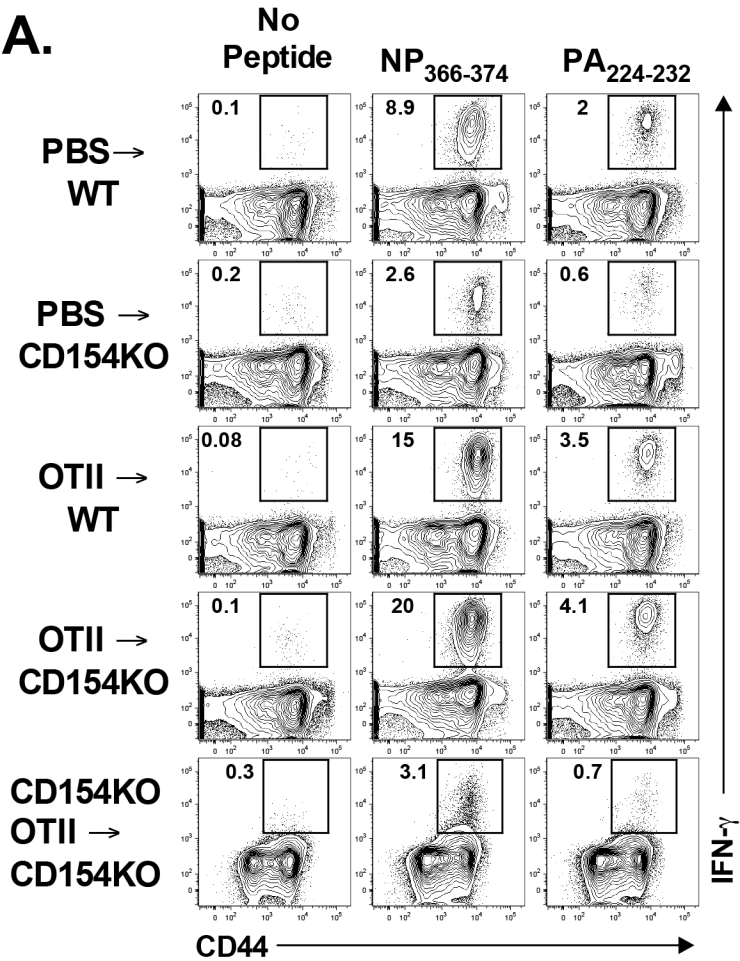 A.
No
Peptide
NP366-374
PA224-232
PBS→
WT
0.1
8.9
2
PBS →
CD154KO
0.2
2.6
0.6
OTII →
WT
0.08
15
3.5
OTII →
CD154KO
0.1
20
4.1
CD154KO
OTII →
CD154KO
0.3
3.1
0.7
IFN-γ
CD44